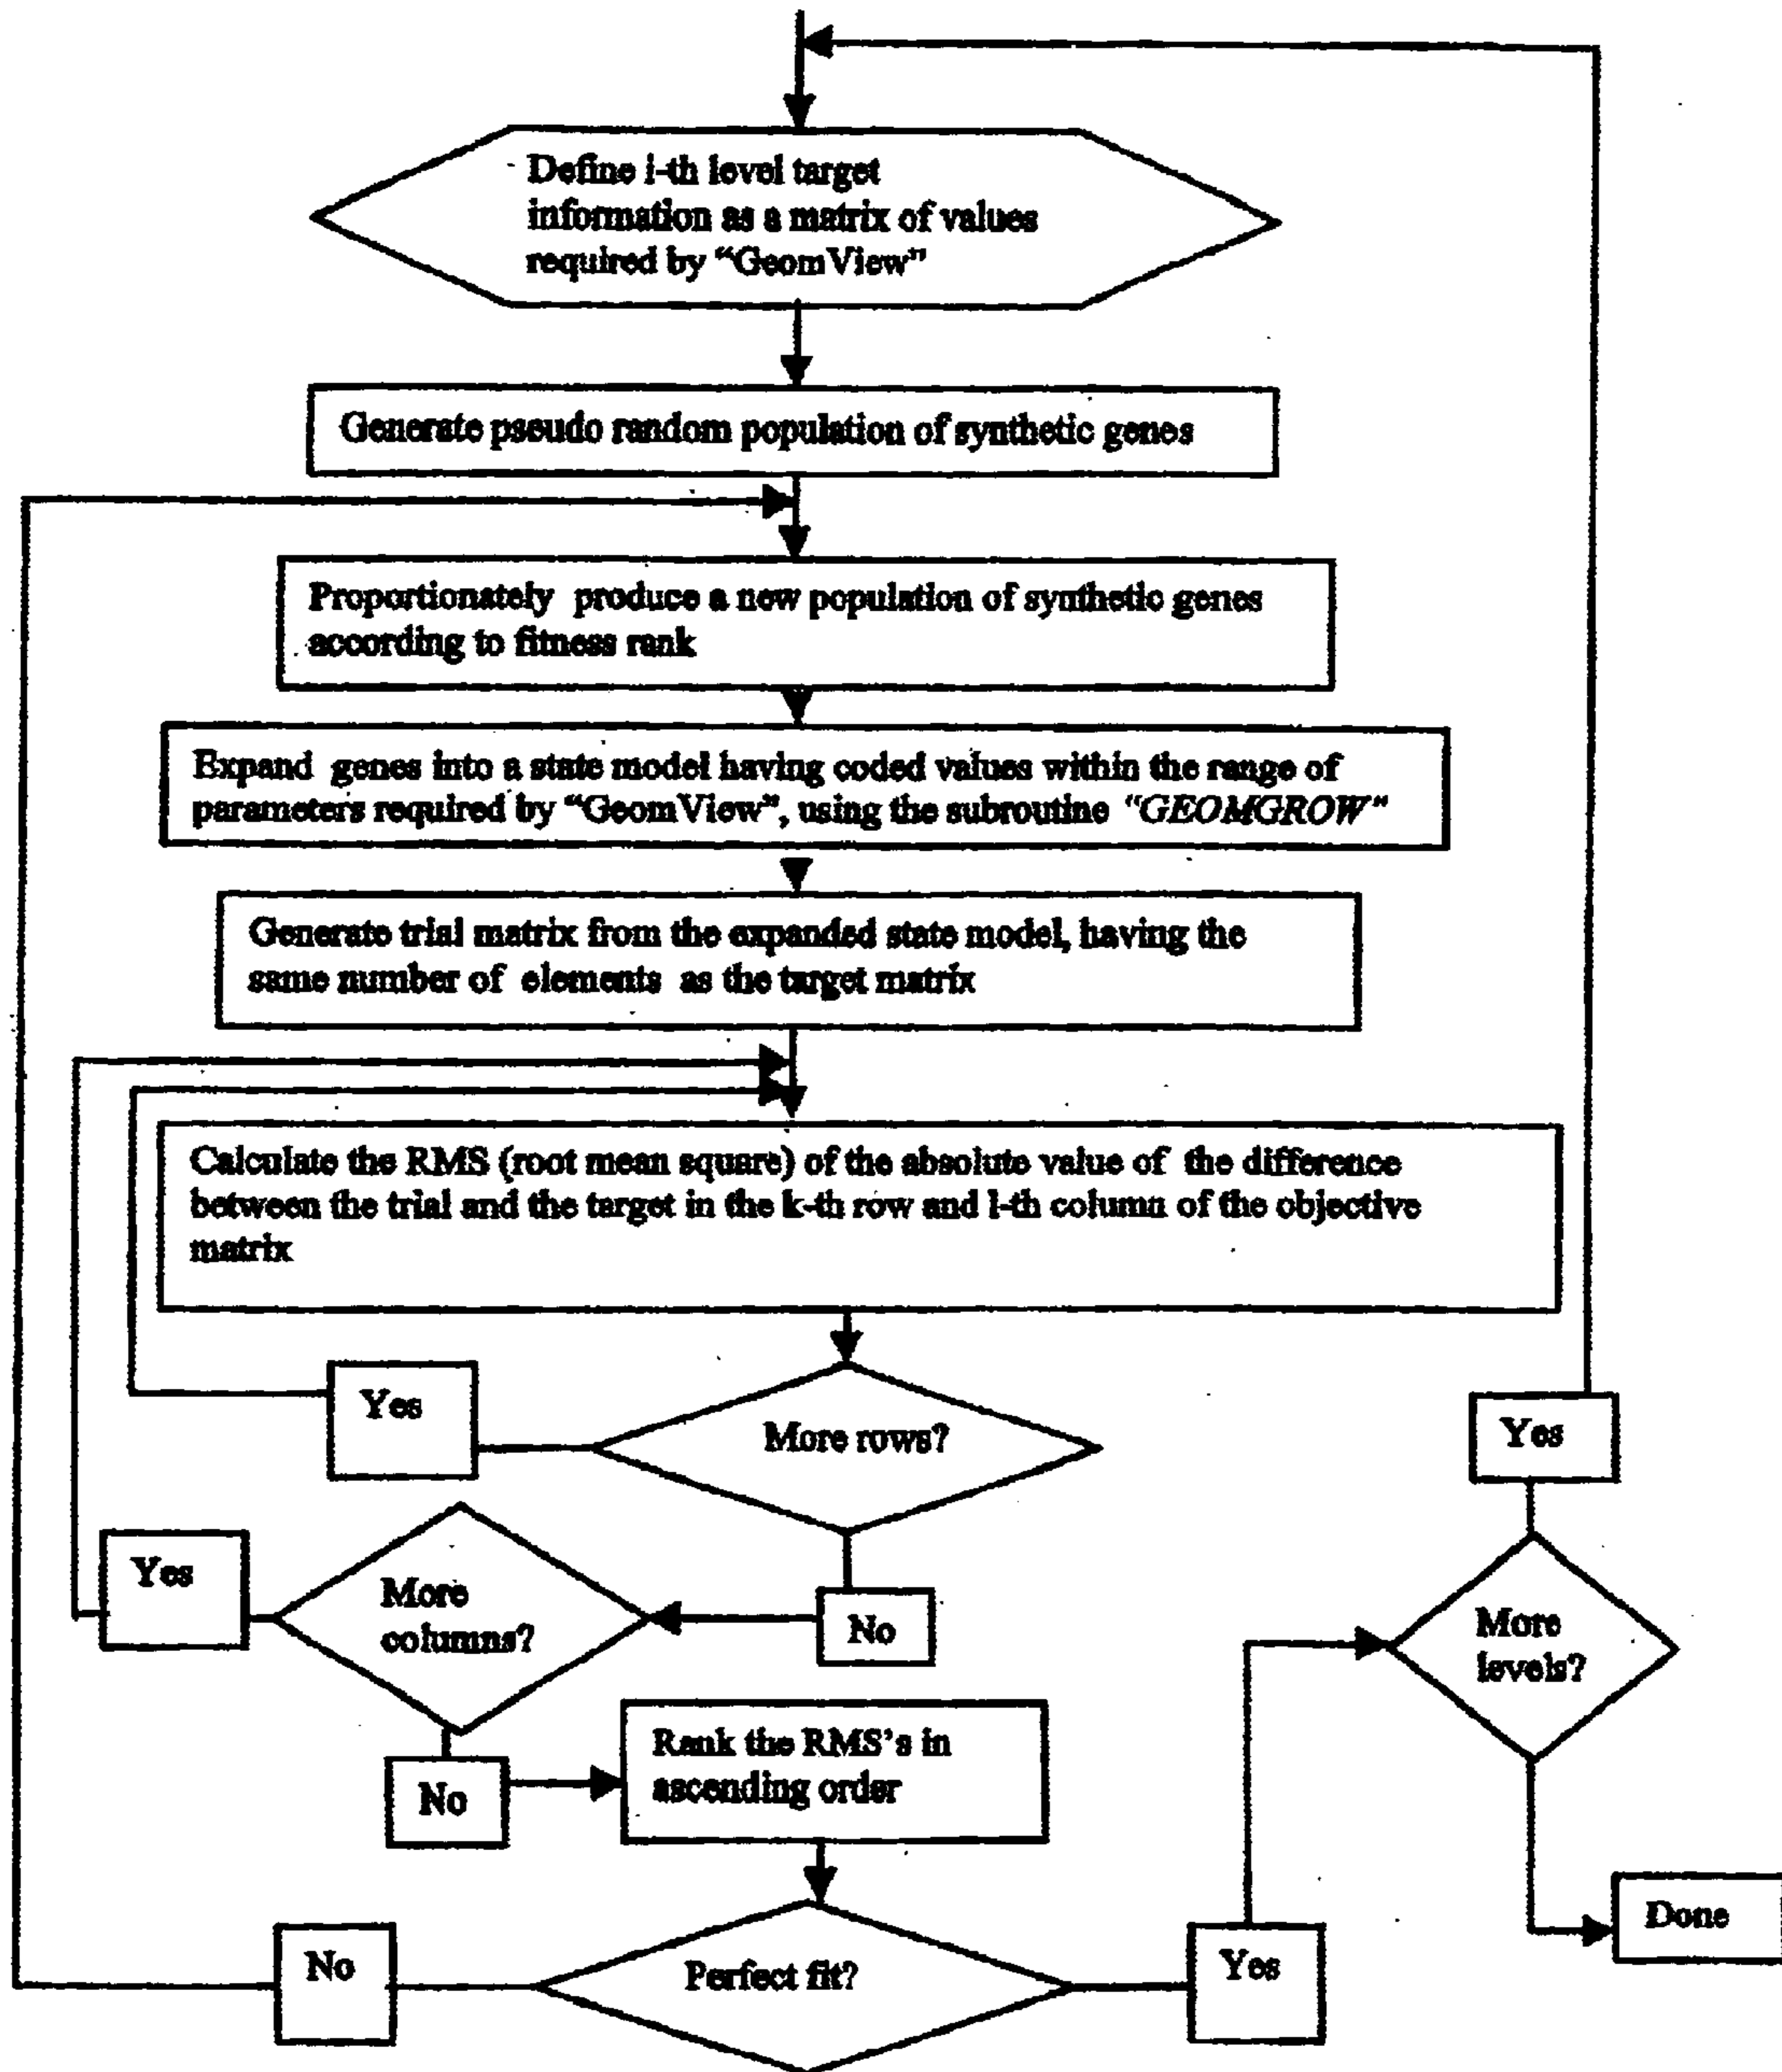 Define i-th level target
information as a matrix of values
required by “GeomView”
Generate pseudo random population of synthetic genes
Proportionately produce a new population of synthetic genes
according to fitness rank
Expand genes into a state model having coded values within the range of
parameters required by “GeomView”, using the subroutine “GEOMGROW”
Generate trial matrix from the expanded state model, having the
same number of elements as the target matrix
Calculate the RMS (root mean square) of the absolute value of the difference
between the trial and the target in the k-th row and l-th column of the objective
matrix
Yes
More rows?
Yes
Yes
More
columns?
No
More
levels?
Rank the RMS’s in
ascending order
No
Done
No
Perfect fit?
Yes